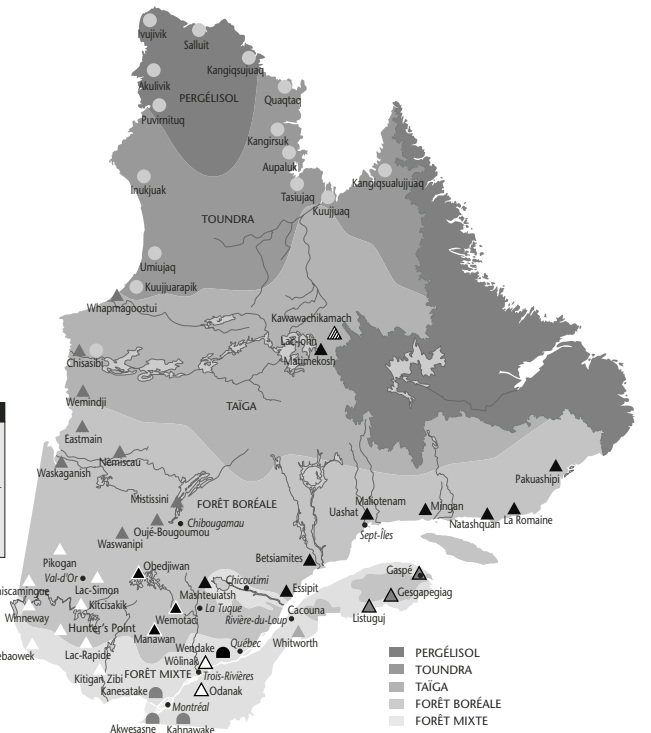 Ivujivik
Salluit
Kangiqsujuaq
Akulivik
PERGÉLISOL
Quaqtaq
Puvirnituq
Kangirsuk
Aupaluk
Kangiqsualujjuaq
Inukjuak
Tasiujaq
Kuujjuaq
TOUNDRA
Umiujaq
Kuujjuarapik
Whapmagoostui
Kawawachikamach
Lac-John
Matimekosh
Chisasibi
Wemindji
TAÏGA
Eastmain
Nemiscau
Waskaganish
Pakuashipi
Mistissini
FORÊT BORÉALE
Maliotenam
Mingan
Uashat
Natashquan
La Romaine
Chibougamau
Oujé-Bougoumou
Sept-Îles
Waswanipi
Betsiamites
Pikogan
Obedjiwan
Gaspé
Val-d'Or
Chicoutimi
Lac-Simon
Mashteuiatsh
Essipit
Gesgapegiag
Kitcisakik
La Tuque
Cacouna
Winneway
Wemotaci
Rivière-du-Loup
Listuguj
Hunter's Point
Manawan
Québec
Whitworth
Lac-Rapide
Wendake
Wôlinak
PERGÉLISOL
Kitigan Zibi
FORÊT MIXTE
Trois-Rivières
TOUNDRA
Kanesatake
Odanak
TAÏGA
Montréal
FORÊT BORÉALE
Akwesasne
Kahnawake
FORÊT MIXTE